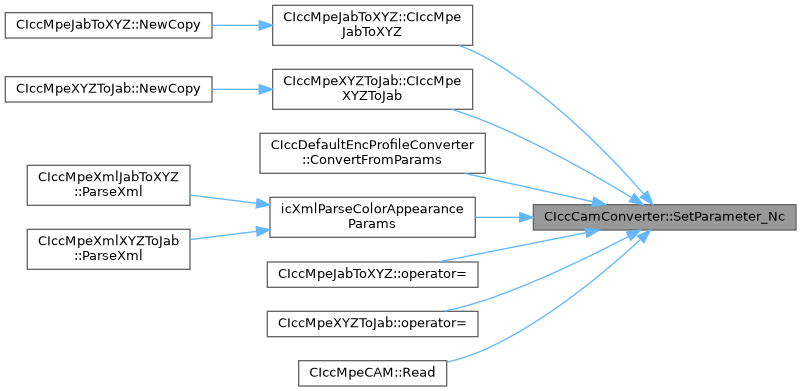 CIccMpeJabToXYZ::NewCopy
CIccMpeJabToXYZ::CIccMpe
JabToXYZ
CIccMpeXYZToJab::NewCopy
CIccMpeXYZToJab::CIccMpe
XYZToJab
CIccDefaultEncProfileConverter
::ConvertFromParams
CIccMpeXmlJabToXYZ
::ParseXml
icXmlParseColorAppearance
Params
CIccCamConverter::SetParameter_Nc
CIccMpeXmlXYZToJab
::ParseXml
CIccMpeJabToXYZ::operator=
CIccMpeXYZToJab::operator=
CIccMpeCAM::Read